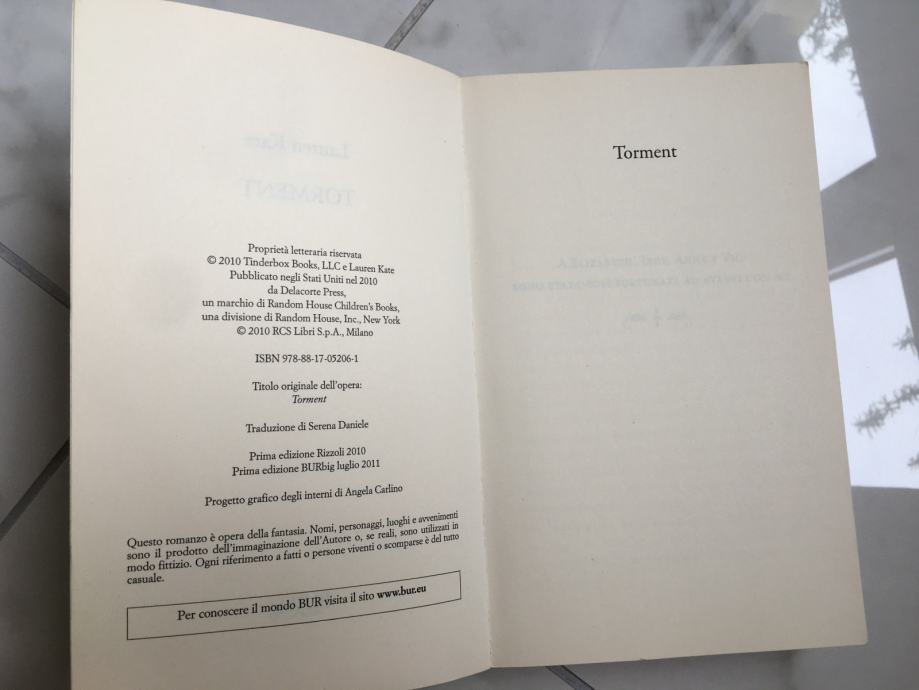 Proprietà letteraria riservata
© 2010 Tinderbox Books, LLC e Lauren Kate
Pubblicato negli Stati Uniti nel 2010
da Delacorte Press,
un marchio di Random House Children's Books,
una divisione di Random House, Inc., New York
© 2010 RCS Libri S.p.A., Milano
ISBN 978-88-17-05206-1
Titolo originale dell'opera:
Torment
Traduzione di Serena Daniele
Prima edizione Rizzoli 2010
Prima edizione BURbig luglio 2011
Progetto grafico degli interni di Angela Carlino
Questo romanzo è opera della fantasia. Nomi, personaggi, luoghi e avvenimenti
sono il prodotto dell'immaginazione dell'Autore o, se reali, sono utilizzati in
modo fittizio. Ogni riferimento a fatti o persone viventi o scomparse è del tutto
casuale.
Per conoscere il mondo BUR visita il sito www.bur.eu
Torment